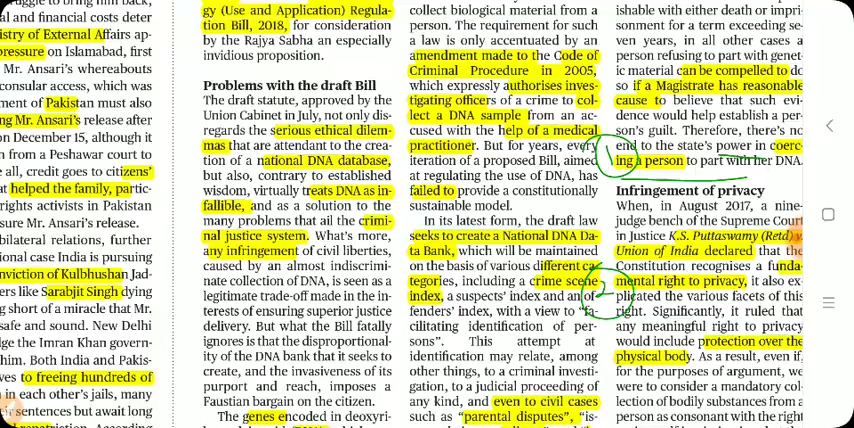 ruggle to bring him back,
and financial costs deter
istry of External Affairs ap-
pressure on Islamabad, first
Mr. Ansari's whereabouts
consular access, which was
ment of Pakistan must also
ng Mr. Ansari's release after
on December 15, although it
n from a Peshawar court to
e all, credit goes to citizens'
at helped the family, partic-
rights activists in Pakistan
sure Mr. Ansari's release.
bilateral relations, further
ional case India is pursuing
nviction of Kulbhushan Jad-
ers like Sarabjit Singh dying
g short of a miracle that Mr.
safe and sound. New Delhi
dge the Imran Khan govern-
him. Both India and Pakis-
ves to freeing hundreds of
n in each other's jails, many
r sentences but await long
repatriation. According
gy (Use and Application) Regula-
tion Bill, 2018, for consideration
by the Rajya Sabha an especially
invidious proposition.
Problems with the draft Bill
The draft statute, approved by the
Union Cabinet in July, not only dis-
regards the serious ethical dilem-
mas that are attendant to the crea-
tion of a national DNA database,
but also, contrary to established
wisdom, virtually treats DNA as in-
fallible, and as a solution to the
many problems that ail the crimi-
nal justice system. What's more,
any infringement of civil liberties,
caused by an almost indiscrimi-
nate collection of DNA, is seen as a
legitimate trade-off made in the in-
terests of ensuring superior justice
delivery. But what the Bill fatally
ignores is that the disproportional-
ity of the DNA bank that it seeks to
create, and the invasiveness of its
purport and reach, imposes a
Faustian bargain on the citizen.
The genes encoded in deoxyri-
collect biological material from a
person. The requirement for such
a law is only accentuated by an
amendment made to the Code of
Criminal Procedure in 2005,
which expressly authorises inves-
tigating officers of a crime to col-
lect a DNA sample from an ac-
cused with the help of a medical
practitioner. But for years, every
iteration of a proposed Bill, aimed
at regulating the use of DNA, has
failed to provide a constitutionally
sustainable model.
In its latest form, the draft law
seeks to create a National DNA Da-
ta Bank, which will be maintained
on the basis of various different ca-
tegories, including a crime scene
index, a suspects' index and an of-
fenders' index, with a view to "fa-
cilitating identification of per-
sons". This attempt at
identification may relate, among
other things, to a criminal investi-
gation, to a judicial proceeding of
any kind, and even to civil cases
such as "parental disputes", "is-
ishable with either death or impri-
sonment for a term exceeding se-
ven years, in all other cases a
person refusing to part with genet-
ic material can be compelled to do
so if a Magistrate has reasonable
cause to believe that such evi-
dence would help establish a per-
son's guilt. Therefore, there's no
end to the state's power in coerc-
ing a person to part with her DNA.
1
Infringement of privacy
When, in August 2017, a nine-
judge bench of the Supreme Court
in Justice K.S. Puttaswamy (Retd) v.
Union of India declared that the
Constitution recognises a funda-
mental right to privacy, it also ex-
plicated the various facets of this
right. Significantly, it ruled that
any meaningful right to privacy
would include protection over the
physical body. As a result, even if,
for the purposes of argument, we
were to consider a mandatory col-
lection of bodily substances from a
person as consonant with the right
2